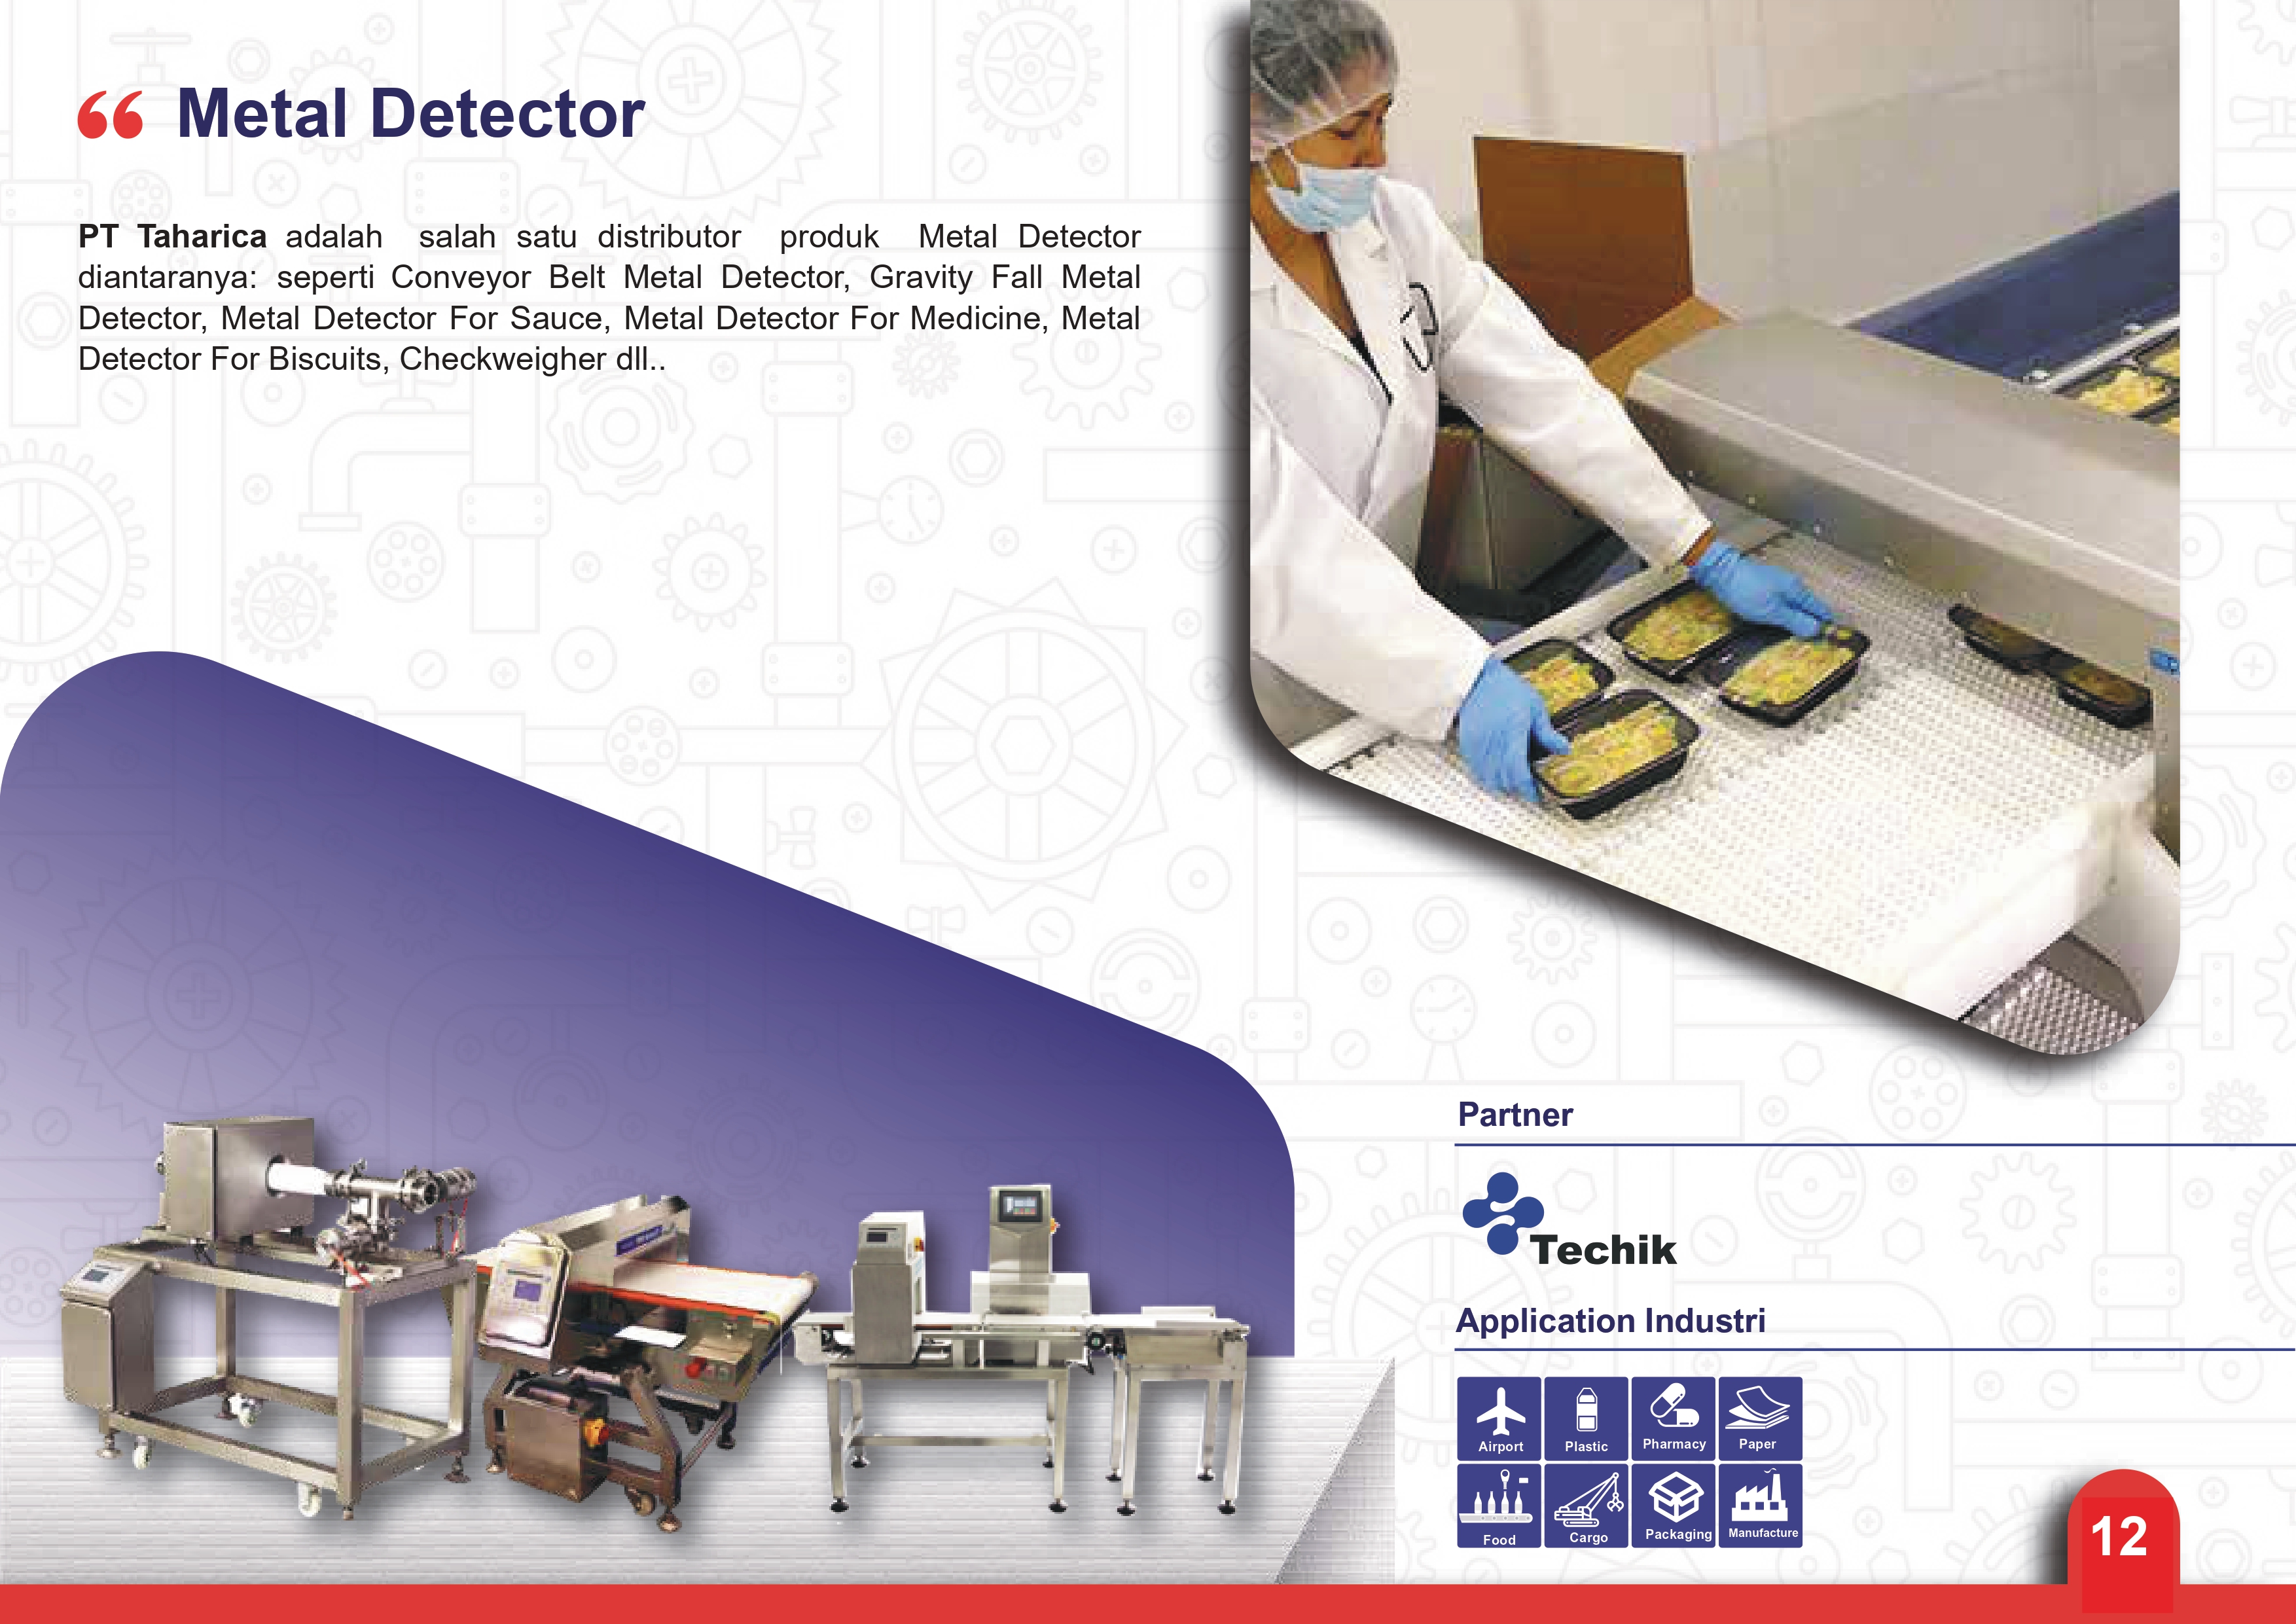 Metal Detector
PT Taharica adalah salah satu distributor produk Metal Detector
diantaranya: seperti Conveyor Belt Metal Detector, Gravity Fall Metal
Detector, Metal Detector For Sauce, Metal Detector For Medicine, Metal
Detector For Biscuits, Checkweigher dll..
Partner
Techik
Application Industri
Airport Plastic Pharmacy Paper
Food Cargo Packaging Manufacture
12